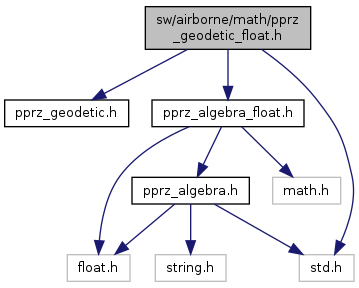 sw/airborne/math/pprz
_geodetic_float.h
pprz_geodetic.h
pprz_algebra_float.h
pprz_algebra.h
math.h
float.h
string.h
std.h